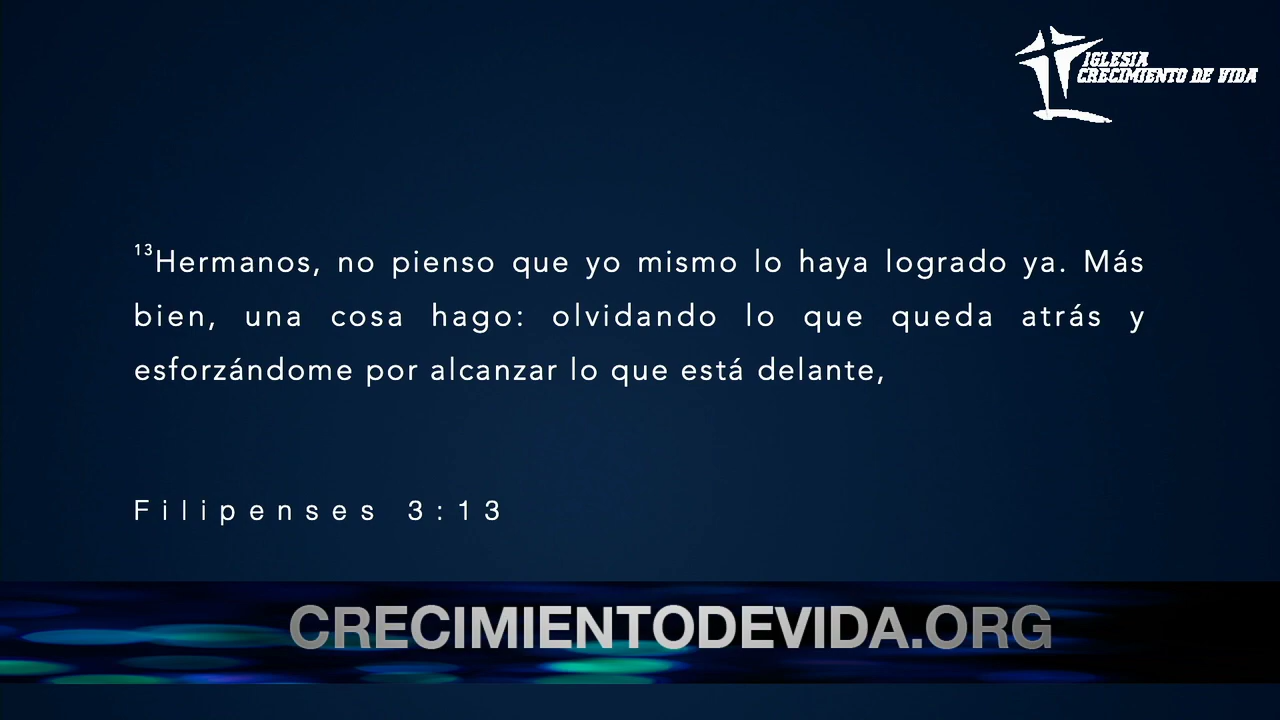 IGLESIA
CRECIMIENTO DE VIDA
13Hermanos, no pienso que yo mismo lo haya logrado ya. Más
bien, una cosa hago: olvidando lo que queda atrás y
esforzándome por alcanzar lo que está delante,
Filipenses 3:13
CRECIMIENTODEVIDA.ORG